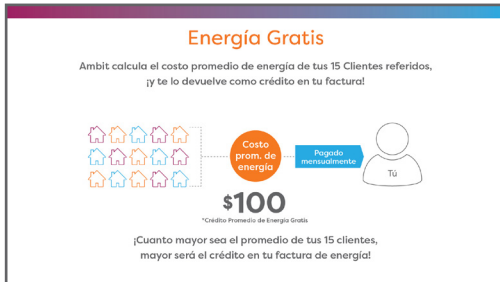 Energía Gratis
Ambit calcula el costo promedio de energía de tus 15 Clientes referidos,
¡y te lo devuelve como crédito en tu factura!
Costo
prom. de
energía
Pagado
mensualmente
Tú
$100
*Crédito Promedio de Energía Gratis
¡Cuanto mayor sea el promedio de tus 15 clientes,
mayor será el crédito en tu factura de energía!